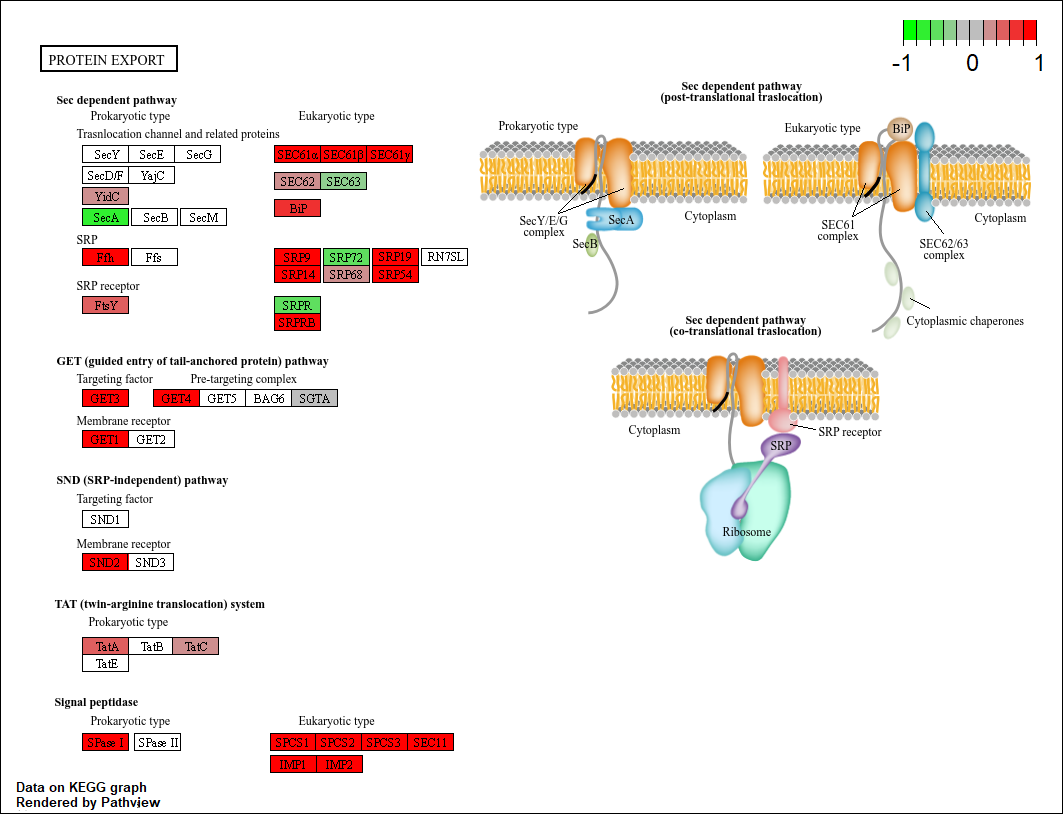 -1 0 1
PROTEIN EXPORT
Sec dependent pathway
Prokaryotic type Eukaryotic type
Trasnlocation channel and related proteins
SecY SecE SecG SEC61α SEC61β SEC61γ
SecD/F YajC SEC62 SEC63
YidC
SecA SecB SecM BiP
SRP
Ffh Ffs SRP9 SRP72 SRP19 RN7SL
SRP14 SRP68 SRP54
SRP receptor
FtsY SRPR
SRPRB
GET (guided entry of tail-anchored protein) pathway
Targeting factor Pre-targeting complex
GET3 GET4 GET5 BAG6 SGTA
Membrane receptor
GET1 GET2
SND (SRP-independent) pathway
Targeting factor
SND1
Membrane receptor
SND2 SND3
TAT (twin-arginine translocation) system
Prokaryotic type
TatA TatB TatC
TatE
Signal peptidase
Prokaryotic type Eukaryotic type
SPase I SPase II SPCS1 SPCS2 SPCS3 SEC11
IMP1 IMP2
Sec dependent pathway
(post-translational traslocation)
Prokaryotic type
SecY/E/G
complex
SecA
SecB
Cytoplasm
Eukaryotic type
BiP
SEC61
complex
SEC62/63
complex
Cytoplasm
Cytoplasmic chaperones
Sec dependent pathway
(co-translational traslocation)
Cytoplasm
SRP receptor
SRP
Ribosome
Data on KEGG graph
Rendered by Pathview